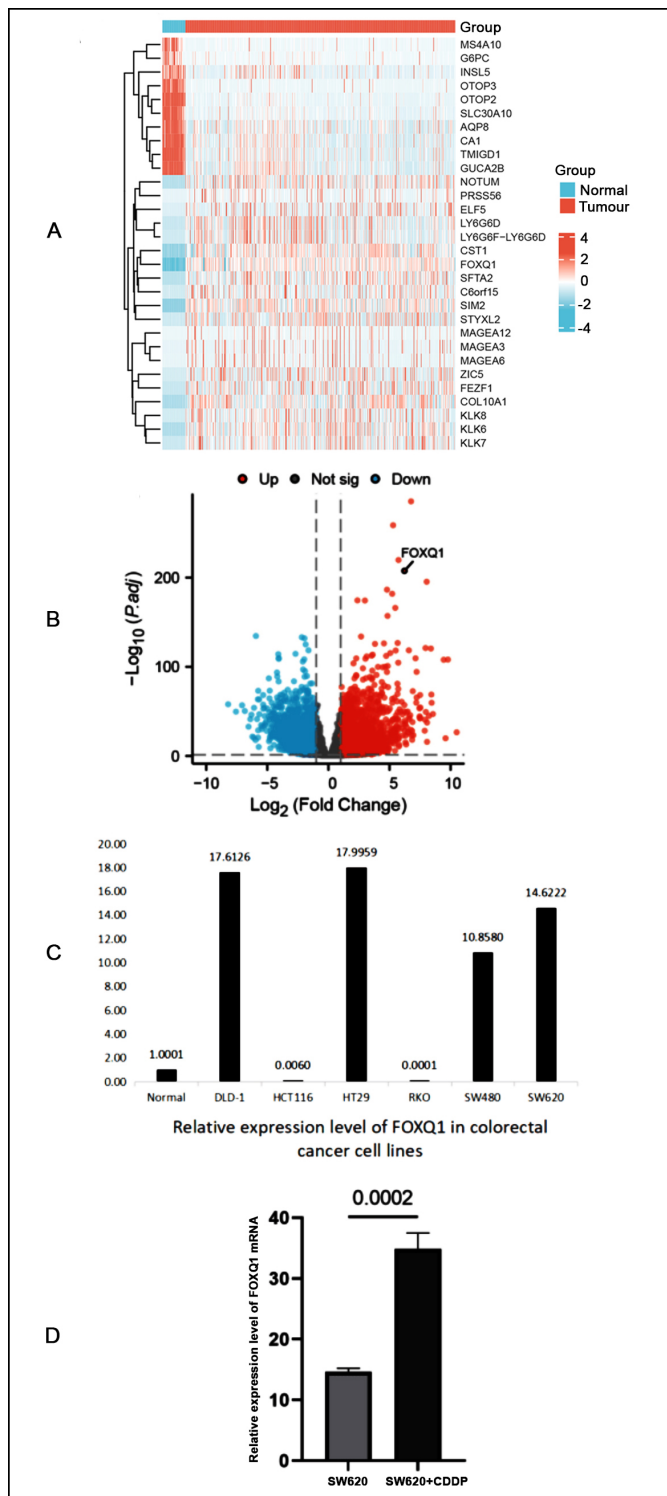 Group
MS4A10
G6PC
INSL5
OTOP3
OTOP2
SLC30A10
AQP8
CA1
TMIGD1
GUCA2B
NOTUM
PRSS56
ELF5
LY6G6D
LY6G6F-LY6G6D
CST1
FOXQ1
SFTA2
C6orf15
SIM2
STYXL2
MAGEA12
MAGEA3
MAGEA6
ZIC5
FEZF1
COL10A1
KLK8
KLK6
KLK7
Group
Normal
Tumour
4
2
0
-2
-4
A
Up Not sig Down
FOXQ1
−Log10 (P.adj)
200
100
0
−10 −5 0 5 10
Log2 (Fold Change)
B
20.00
18.00
16.00
14.00
12.00
10.00
8.00
6.00
4.00
2.00
0.00
1.0001
17.6126
0.0060
17.9959
0.0001
10.8580
14.6222
Normal DLD-1 HCT116 HT29 RKO SW480 SW620
Relative expression level of FOXQ1 in colorectal
cancer cell lines
C
0.0002
Relative expression level of FOXQ1 mRNA
40
30
20
10
0
SW620 SW620+CDDP
D